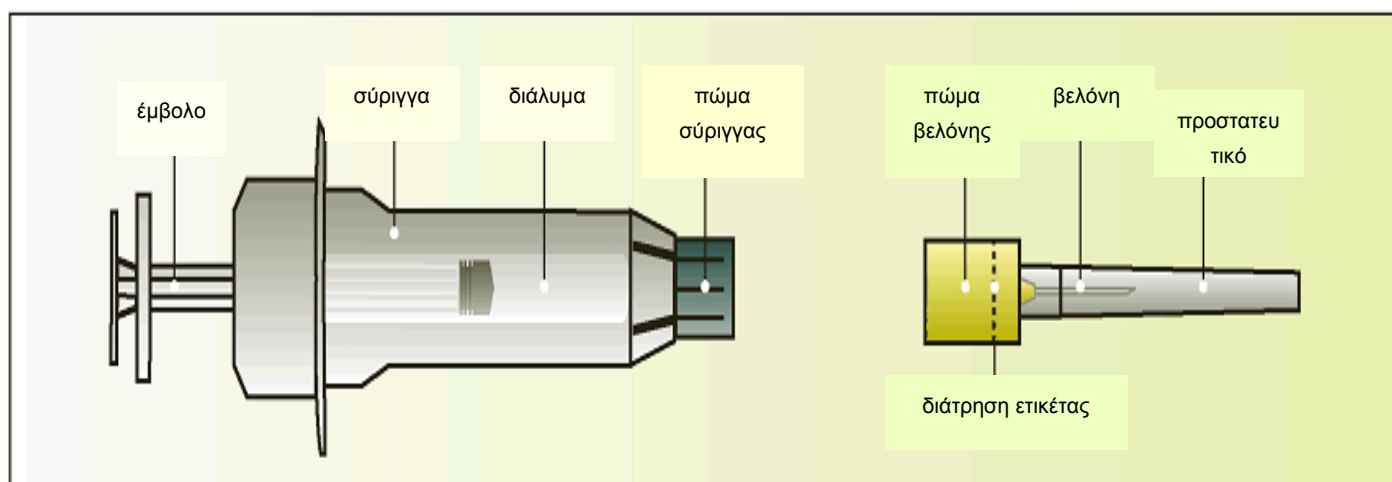 έμβολο
σύριγγα
διάλυμα
πώμα
σύριγγας
πώμα
βελόνης
βελόνη
προστατευ
τικό
διάτρηση ετικέτας